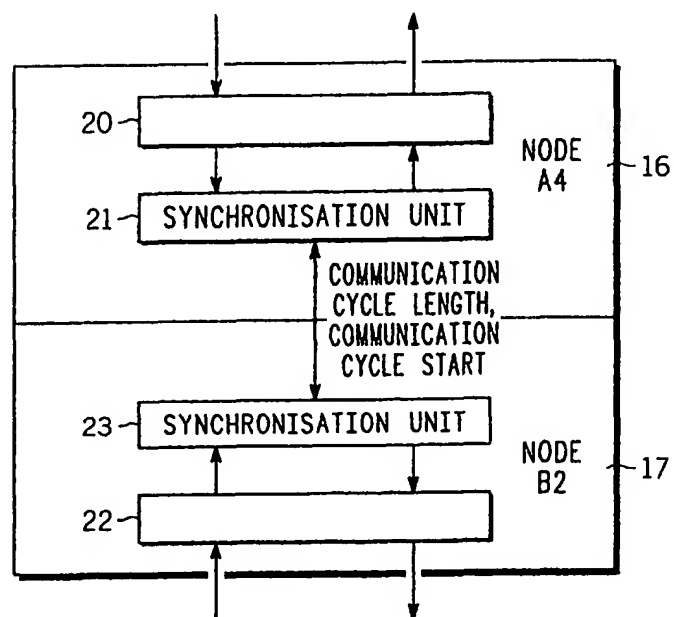 20
NODE
A4
16
21
SYNCHRONISATION UNIT
COMMUNICATION
CYCLE LENGTH,
COMMUNICATION
CYCLE START
23
SYNCHRONISATION UNIT
NODE
B2
17
22